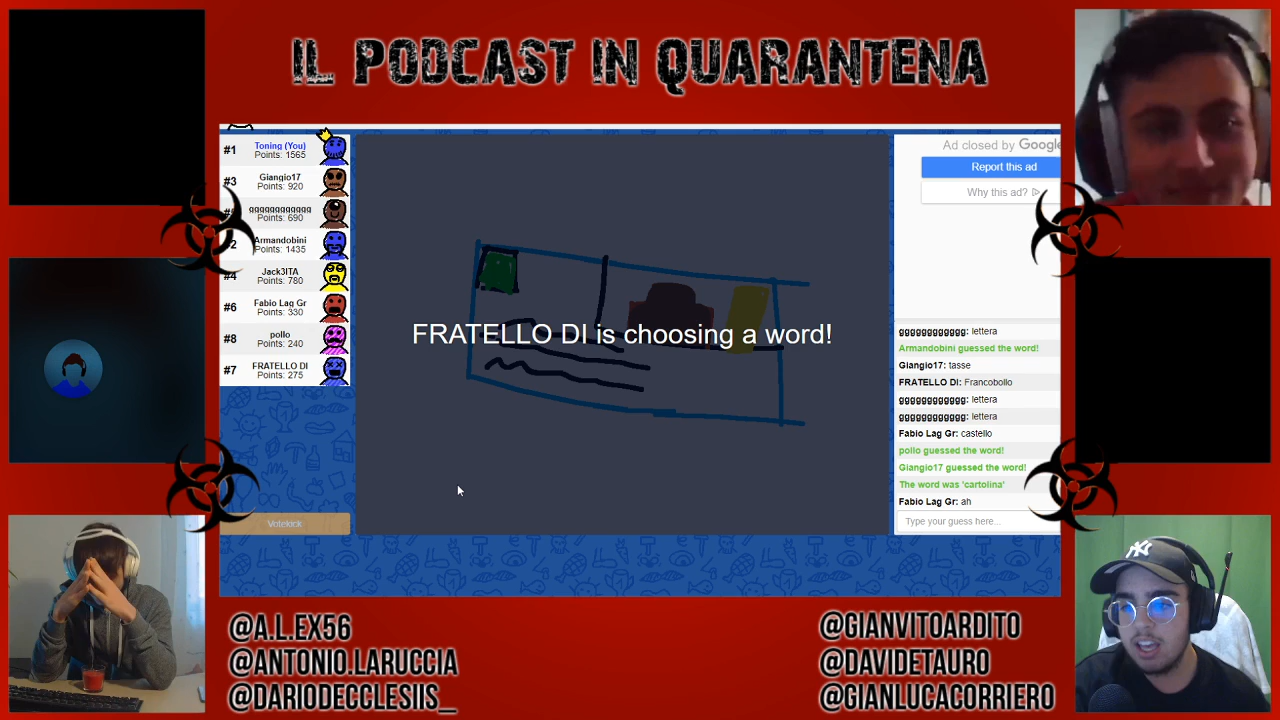 IL PODCAST IN QUARANTENA
#1
Toning (You)
Points: 1565
#3
Giangio17
Points: 920
gggggggggggg
Points: 690
Armandobini
Points: 1435
Jack3ITA
Points: 780
#6
Fabio Lag Gr
Points: 330
#8
pollo
Points: 240
#7
FRATELLO DI
Points: 275
Votekick
FRATELLO DI is choosing a word!
Ad closed by Google
Report this ad
Why this ad?
gggggggggggg: lettera
Armandobini guessed the word!
Giangio17: tasse
FRATELLO DI: Francobollo
gggggggggggg: lettera
gggggggggggg: lettera
Fabio Lag Gr: castello
pollo guessed the word!
Giangio17 guessed the word!
The word was 'cartolina'
Fabio Lag Gr: ah
Type your guess here...
@A.L.EX56
@ANTONIO.LARUCCIA
@DARIODECCLESIIS_
@GIANVITOARDITO
@DAVIDETAURO
@GIANLUCACORRIERO